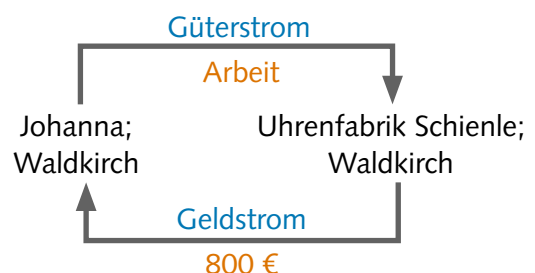 Güterstrom
Arbeit
Johanna;
Waldkirch
Uhrenfabrik Schienle;
Waldkirch
Geldstrom
800 €